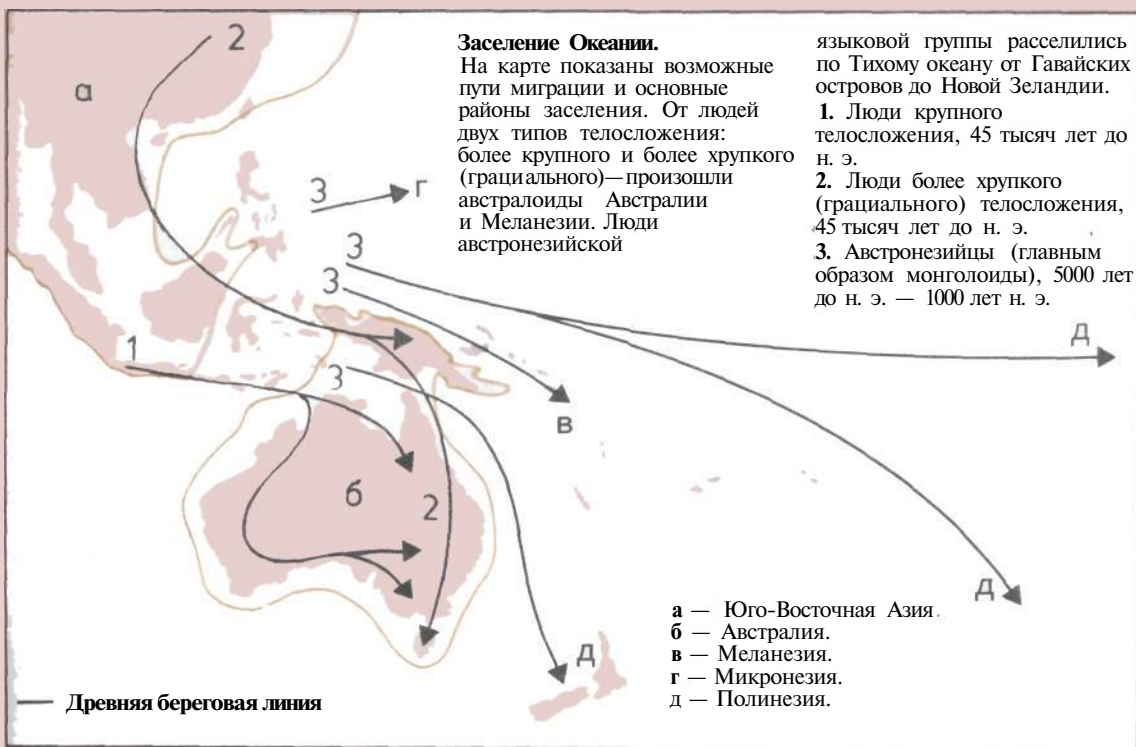 Заселение Океании.
На карте показаны возможные
пути миграции и основные
районы заселения. От людей
двух типов телосложения:
более крупного и более хрупкого
(грациального)—произошли
австралоиды Австралии
и Меланезии. Люди
австронезийской
языковой группы расселились
по Тихому океану от Гавайских
островов до Новой Зеландии.
1. Люди крупного
телосложения, 45 тысяч лет до
н. э.
2. Люди более хрупкого
(грациального) телосложения,
45 тысяч лет до н. э.
3. Австронезийцы (главным
образом монголоиды), 5000 лет
до н. э. — 1000 лет н. э.
2
а
3
г
3
3
д
1
3
в
б
2
д
д
а — Юго-Восточная Азия.
б — Австралия.
в — Меланезия.
г — Микронезия.
д — Полинезия.
Древняя береговая линия